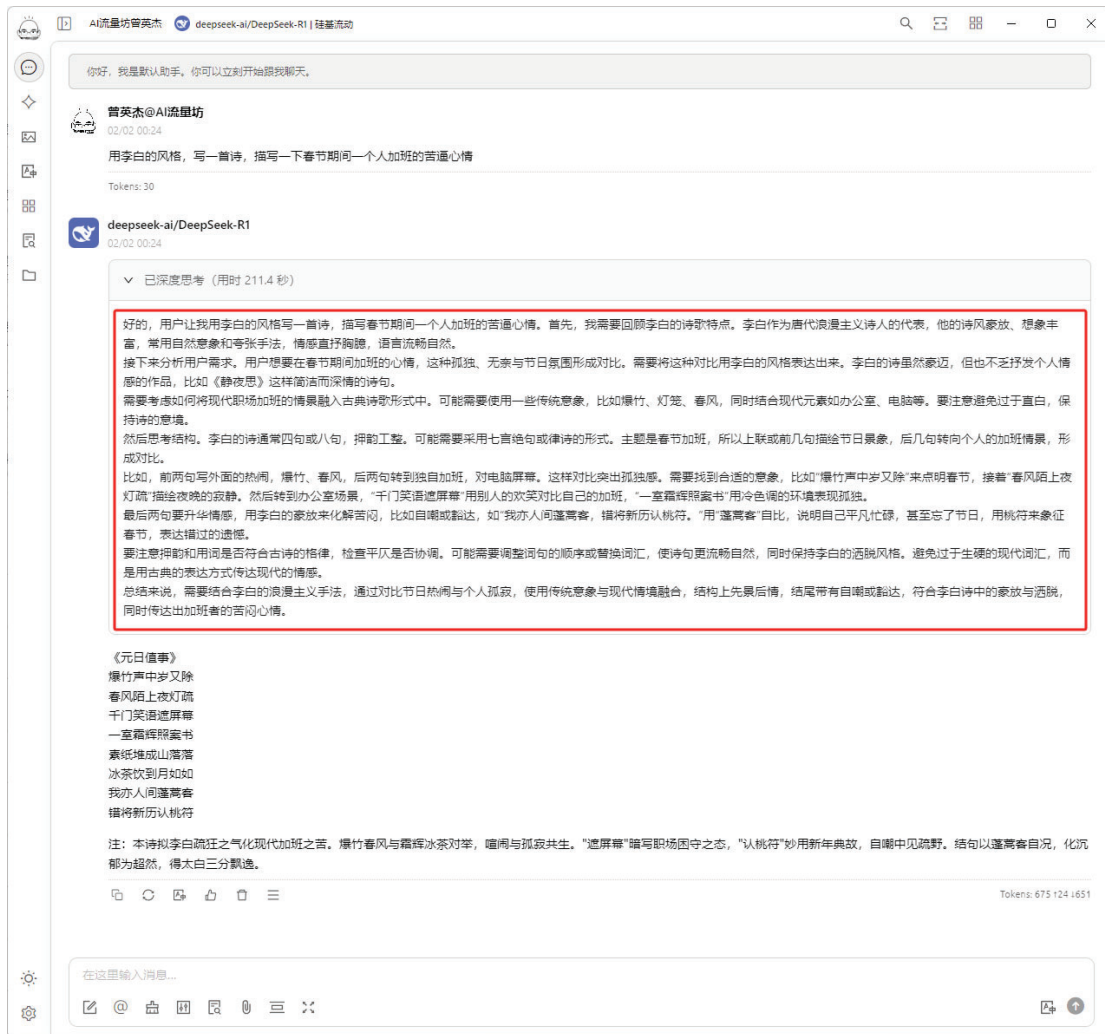 AI流量坊曾英杰 deepseek-ai/DeepSeek-R1 | 硅基流动
你好，我是默认助手。你可以立刻开始跟我聊天。
曾英杰@AI流量坊
02/02 00:24
用李白的风格，写一首诗，描写一下春节期间一个人加班的苦逼心情
Tokens: 30
deepseek-ai/DeepSeek-R1
02/02 00:24
已深度思考（用时 211.4 秒）
好的，用户让我用李白的风格写一首诗，描写春节期间一个人加班的苦逼心情。首先，我需要回顾李白的诗歌特点。李白作为唐代浪漫主义诗人的代表，他的诗风豪放、想象丰
富，常用自然意象和夸张手法，情感直抒胸臆，语言流畅自然。
接下来分析用户需求。用户想要在春节期间加班的心情，这种孤独、无奈与节日氛围形成对比。需要将这种对比用李白的风格表达出来。李白的诗虽然豪迈，但也不乏抒发个人情
感的作品，比如《静夜思》这样简洁而深情的诗句。
需要考虑如何将现代职场加班的情景融入古典诗歌形式中。可能需要使用一些传统意象，比如爆竹、灯笼、春风，同时结合现代元素如办公室、电脑等。要注意避免过于直白，保
持诗的意境。
然后思考结构。李白的诗通常四句或八句，押韵工整。可能需要采用七言绝句或律诗的形式。主题是春节加班，所以上联或前几句描绘节日景象，后几句转向个人的加班情景，形
成对比。
比如，前两句写外面的热闹，爆竹、春风，后两句转到独自加班，对电脑屏幕。这样对比突出孤独感。需要找到合适的意象，比如“爆竹声中岁又除”来点明春节，接着“春风陌上夜
灯疏”描绘夜晚的寂静。然后转到办公室场景，“千门笑语遮屏幕”用别人的欢笑对比自己的加班，“一室霜辉照案书”用冷色调的环境表现孤独。
最后两句要升华情感，用李白的豪放来化解苦闷，比如自嘲或豁达，如“我亦人间蓬蒿客，错将新历认桃符。”用“蓬蒿客”自比，说明自己平凡忙碌，甚至忘了节日，用桃符来象征
春节，表达错过的遗憾。
要注意押韵和用词是否符合古诗的格律，检查平仄是否协调。可能需要调整词句的顺序或替换词汇，使诗句更流畅自然，同时保持李白的洒脱风格。避免过于生硬的现代词汇，而
是用古典的表达方式传达现代的情感。
总结来说，需要结合李白的浪漫主义手法，通过对比节日热闹与个人孤寂，使用传统意象与现代情境融合，结构上先景后情，结尾带有自嘲或豁达，符合李白诗中的豪放与洒脱，
同时传达出加班者的苦闷心情。
《元日值事》
爆竹声中岁又除
春风陌上夜灯疏
千门笑语遮屏幕
一室霜辉照案书
素纸堆成山落落
冰茶饮到月如如
我亦人间蓬蒿客
错将新历认桃符
注：本诗拟李白疏狂之气化现代加班之苦。爆竹春风与霜辉冰茶对举，喧闹与孤寂共生。"遮屏幕"暗写职场困守之态，"认桃符"妙用新年典故，自嘲中见疏野。结句以蓬蒿客自况，化沉
郁为超然，得太白三分飘逸。
Tokens: 675 ↑24 ↓651
在这里输入消息...